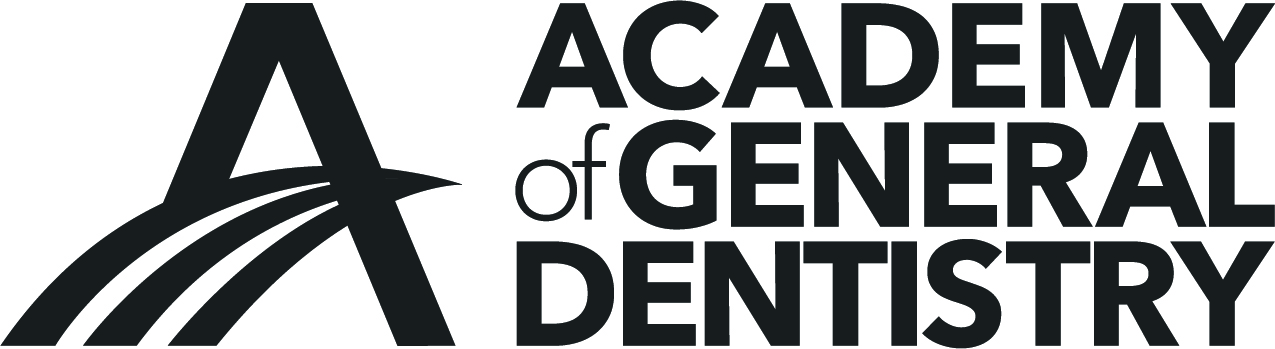 ACADEMY
of GENERAL
DENTISTRY